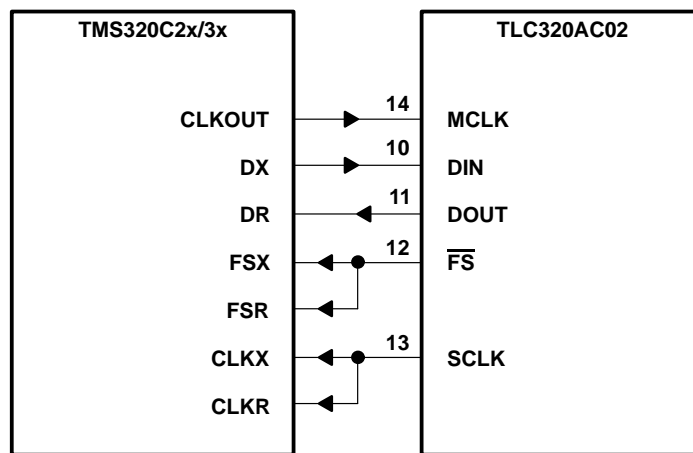 TMS320C2x/3x TLC320AC02
CLKOUT 14 MCLK
DX 10 DIN
DR 11 DOUT
FSX 12 F̅S̅
FSR
CLKX 13 SCLK
CLKR